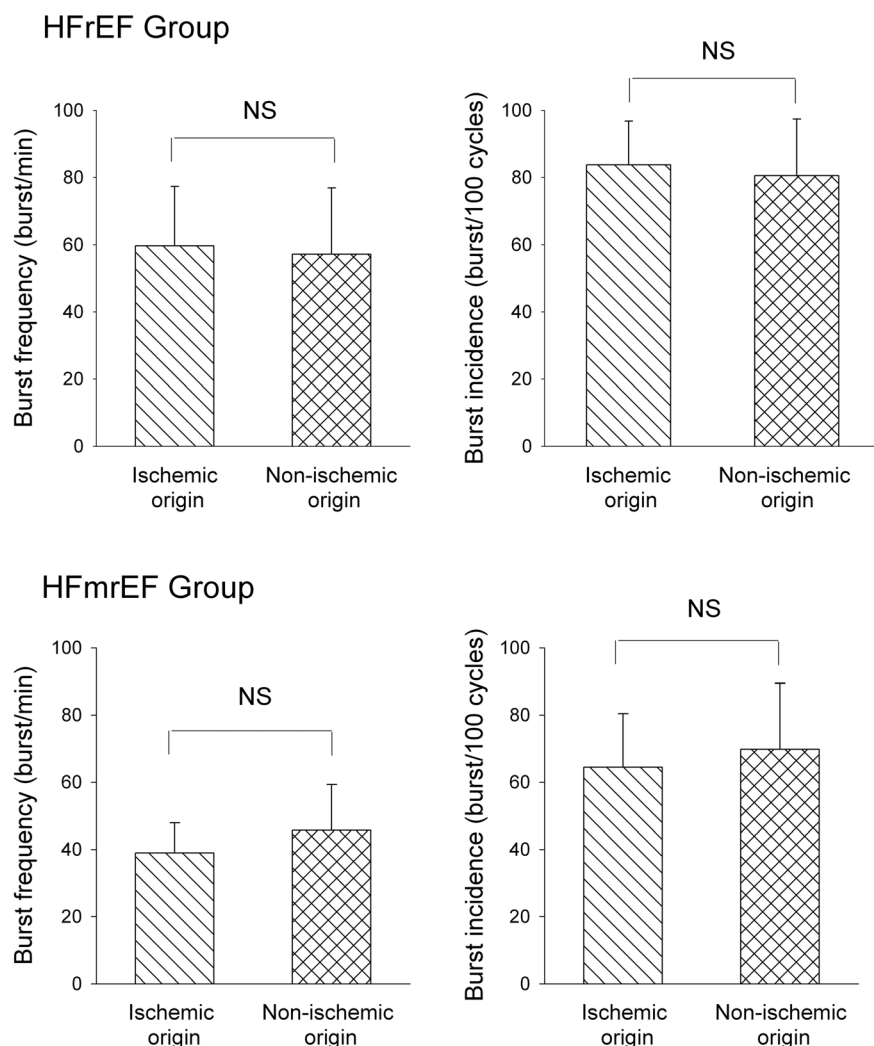 HFrEF Group
NS
Burst frequency (burst/min)
100
80
60
40
20
0
Ischemic
origin
Non-ischemic
origin
NS
Burst incidence (burst/100 cycles)
100
80
60
40
20
0
Ischemic
origin
Non-ischemic
origin
HFmrEF Group
NS
Burst frequency (burst/min)
100
80
60
40
20
0
Ischemic
origin
Non-ischemic
origin
NS
Burst incidence (burst/100 cycles)
100
80
60
40
20
0
Ischemic
origin
Non-ischemic
origin